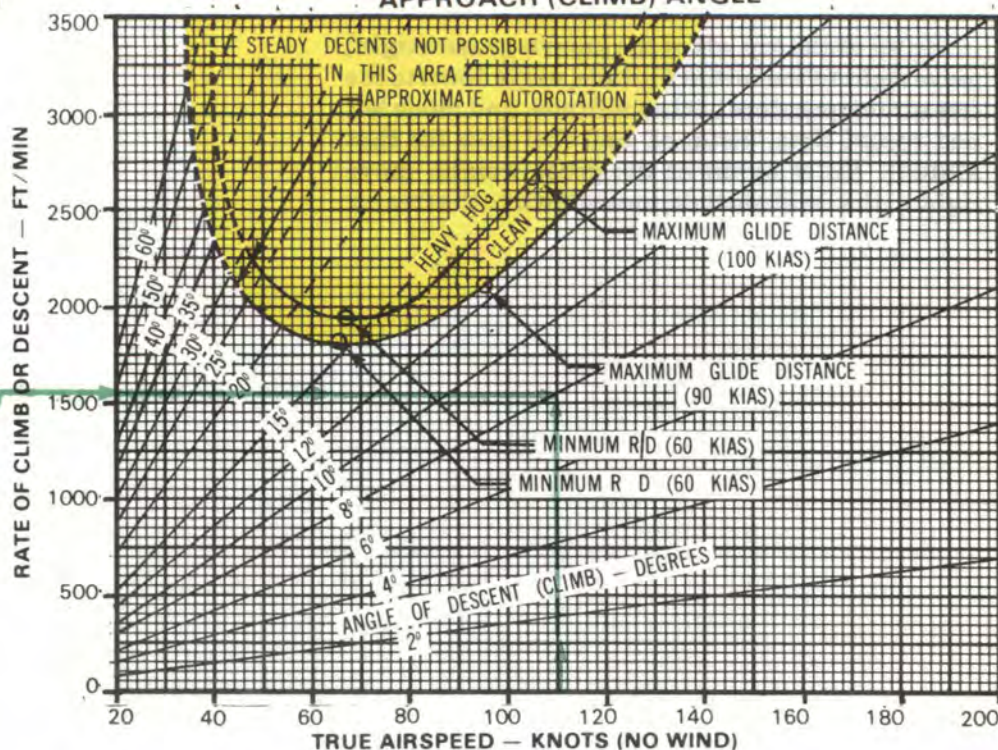 APPROACH (CLIMB) ANGLE
3500
3000
2500
2000
1500
1000
500
0
RATE OF CLIMB OR DESCENT — FT/MIN
STEADY DECENTS NOT POSSIBLE
IN THIS AREA
APPROXIMATE AUTOROTATION
HEAVY HOG
CLEAN
MAXIMUM GLIDE DISTANCE
(100 KIAS)
MAXIMUM GLIDE DISTANCE
(90 KIAS)
MINMUM R/D (60 KIAS)
MINIMUM R D (60 KIAS)
60°
50°
40°
35°
30°
25°
20°
15°
12°
10°
8°
6°
4°
2°
ANGLE OF DESCENT (CLIMB) — DEGREES
20 40 60 80 100 120 140 160 180 200
TRUE AIRSPEED — KNOTS (NO WIND)